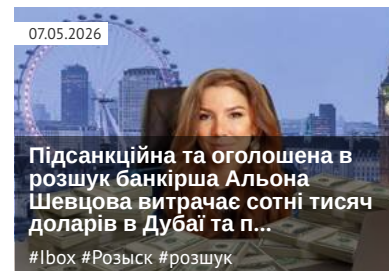 07.05.2026
Підсанкційна та оголошена в
розшук банкірша Альона
Шевцова витрачає сотні тисяч
доларів в Дубаї та п...
#Ibox #Розыск #розшук